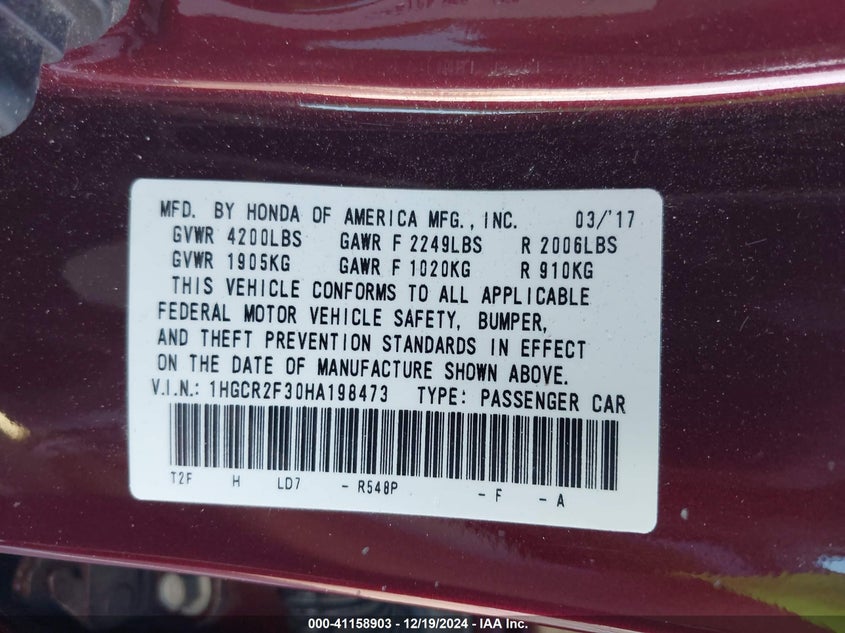 MFD. BY HONDA OF AMERICA MFG., INC. 03/'17
GVWR 4200LBS GAWR F 2249LBS R 2006LBS
GVWR 1905KG GAWR F 1020KG R 910KG
THIS VEHICLE CONFORMS TO ALL APPLICABLE
FEDERAL MOTOR VEHICLE SAFETY, BUMPER,
AND THEFT PREVENTION STANDARDS IN EFFECT
ON THE DATE OF MANUFACTURE SHOWN ABOVE.
V.I.N.: 1HGCR2F30HA198473 TYPE: PASSENGER CAR
T2F H LD7 - R548P - F - A
000-41158903 - 12/19/2024 - IAA Inc.